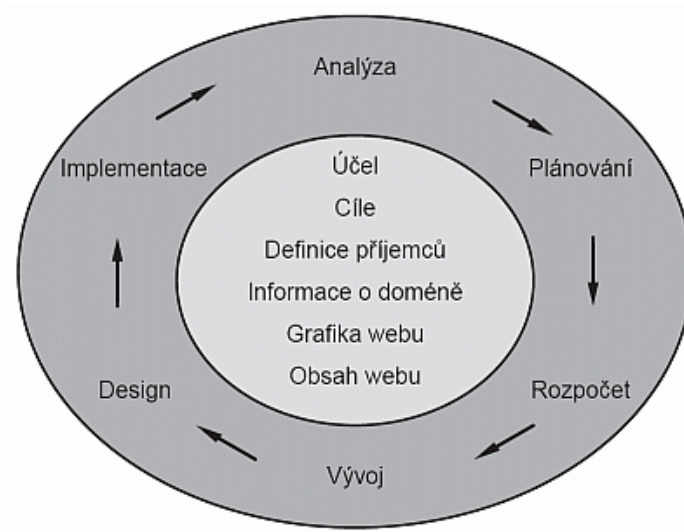 Analýza
Implementace
Plánování
Účel
Cíle
Definice příjemců
Informace o doméně
Grafika webu
Obsah webu
Design
Rozpočet
Vývoj